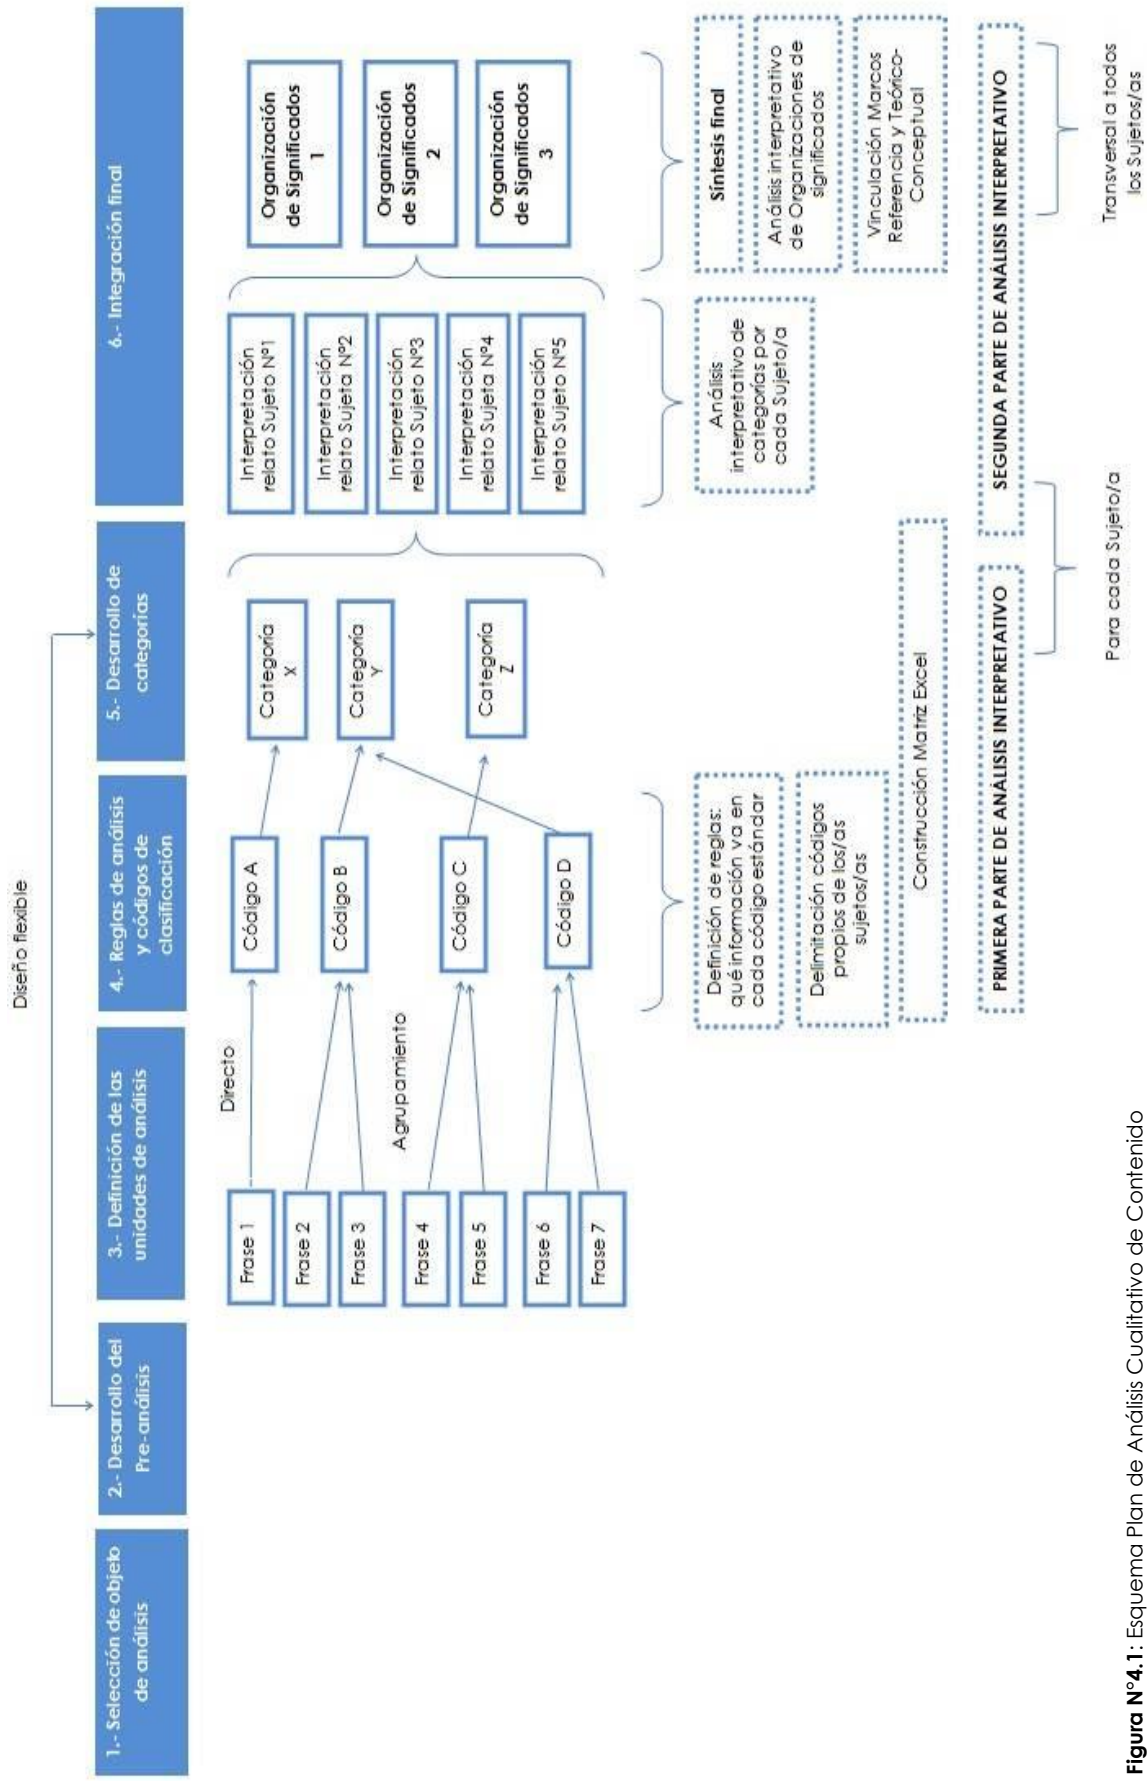 Diseño flexible
1.- Selección de objeto
de análisis
2.- Desarrollo del
Pre-análisis
3.- Definición de las
unidades de análisis
4.- Reglas de análisis
y códigos de
clasificación
5.- Desarrollo de
categorías
6.- Integración final
Frase 1
Frase 2
Frase 3
Frase 4
Frase 5
Frase 6
Frase 7
Directo
Agrupamiento
Código A
Código B
Código C
Código D
Categoría
X
Categoría
Y
Categoría
Z
Interpretación
relato Sujeto Nº1
Interpretación
relato Sujeta Nº2
Interpretación
relato Sujeto Nº3
Interpretación
relato Sujeta Nº4
Interpretación
relato Sujeto Nº5
Organización
de Significados
1
Organización
de Significados
2
Organización
de Significados
3
Definición de reglas:
qué información va en
cada código estándar
Delimitación códigos
propios de los/as
sujetos/as
Construcción Matriz Excel
Análisis
interpretativo de
categorías por
cada Sujeto/a
Síntesis final
Análisis interpretativo
de Organizaciones de
significados
Vinculación Marcos
Referencia y Teórico-
Conceptual
PRIMERA PARTE DE ANÁLISIS INTERPRETATIVO
SEGUNDA PARTE DE ANÁLISIS INTERPRETATIVO
Para cada Sujeto/a
Transversal a todos
los Sujetos/as
Figura N°4.1: Esquema Plan de Análisis Cualitativo de Contenido